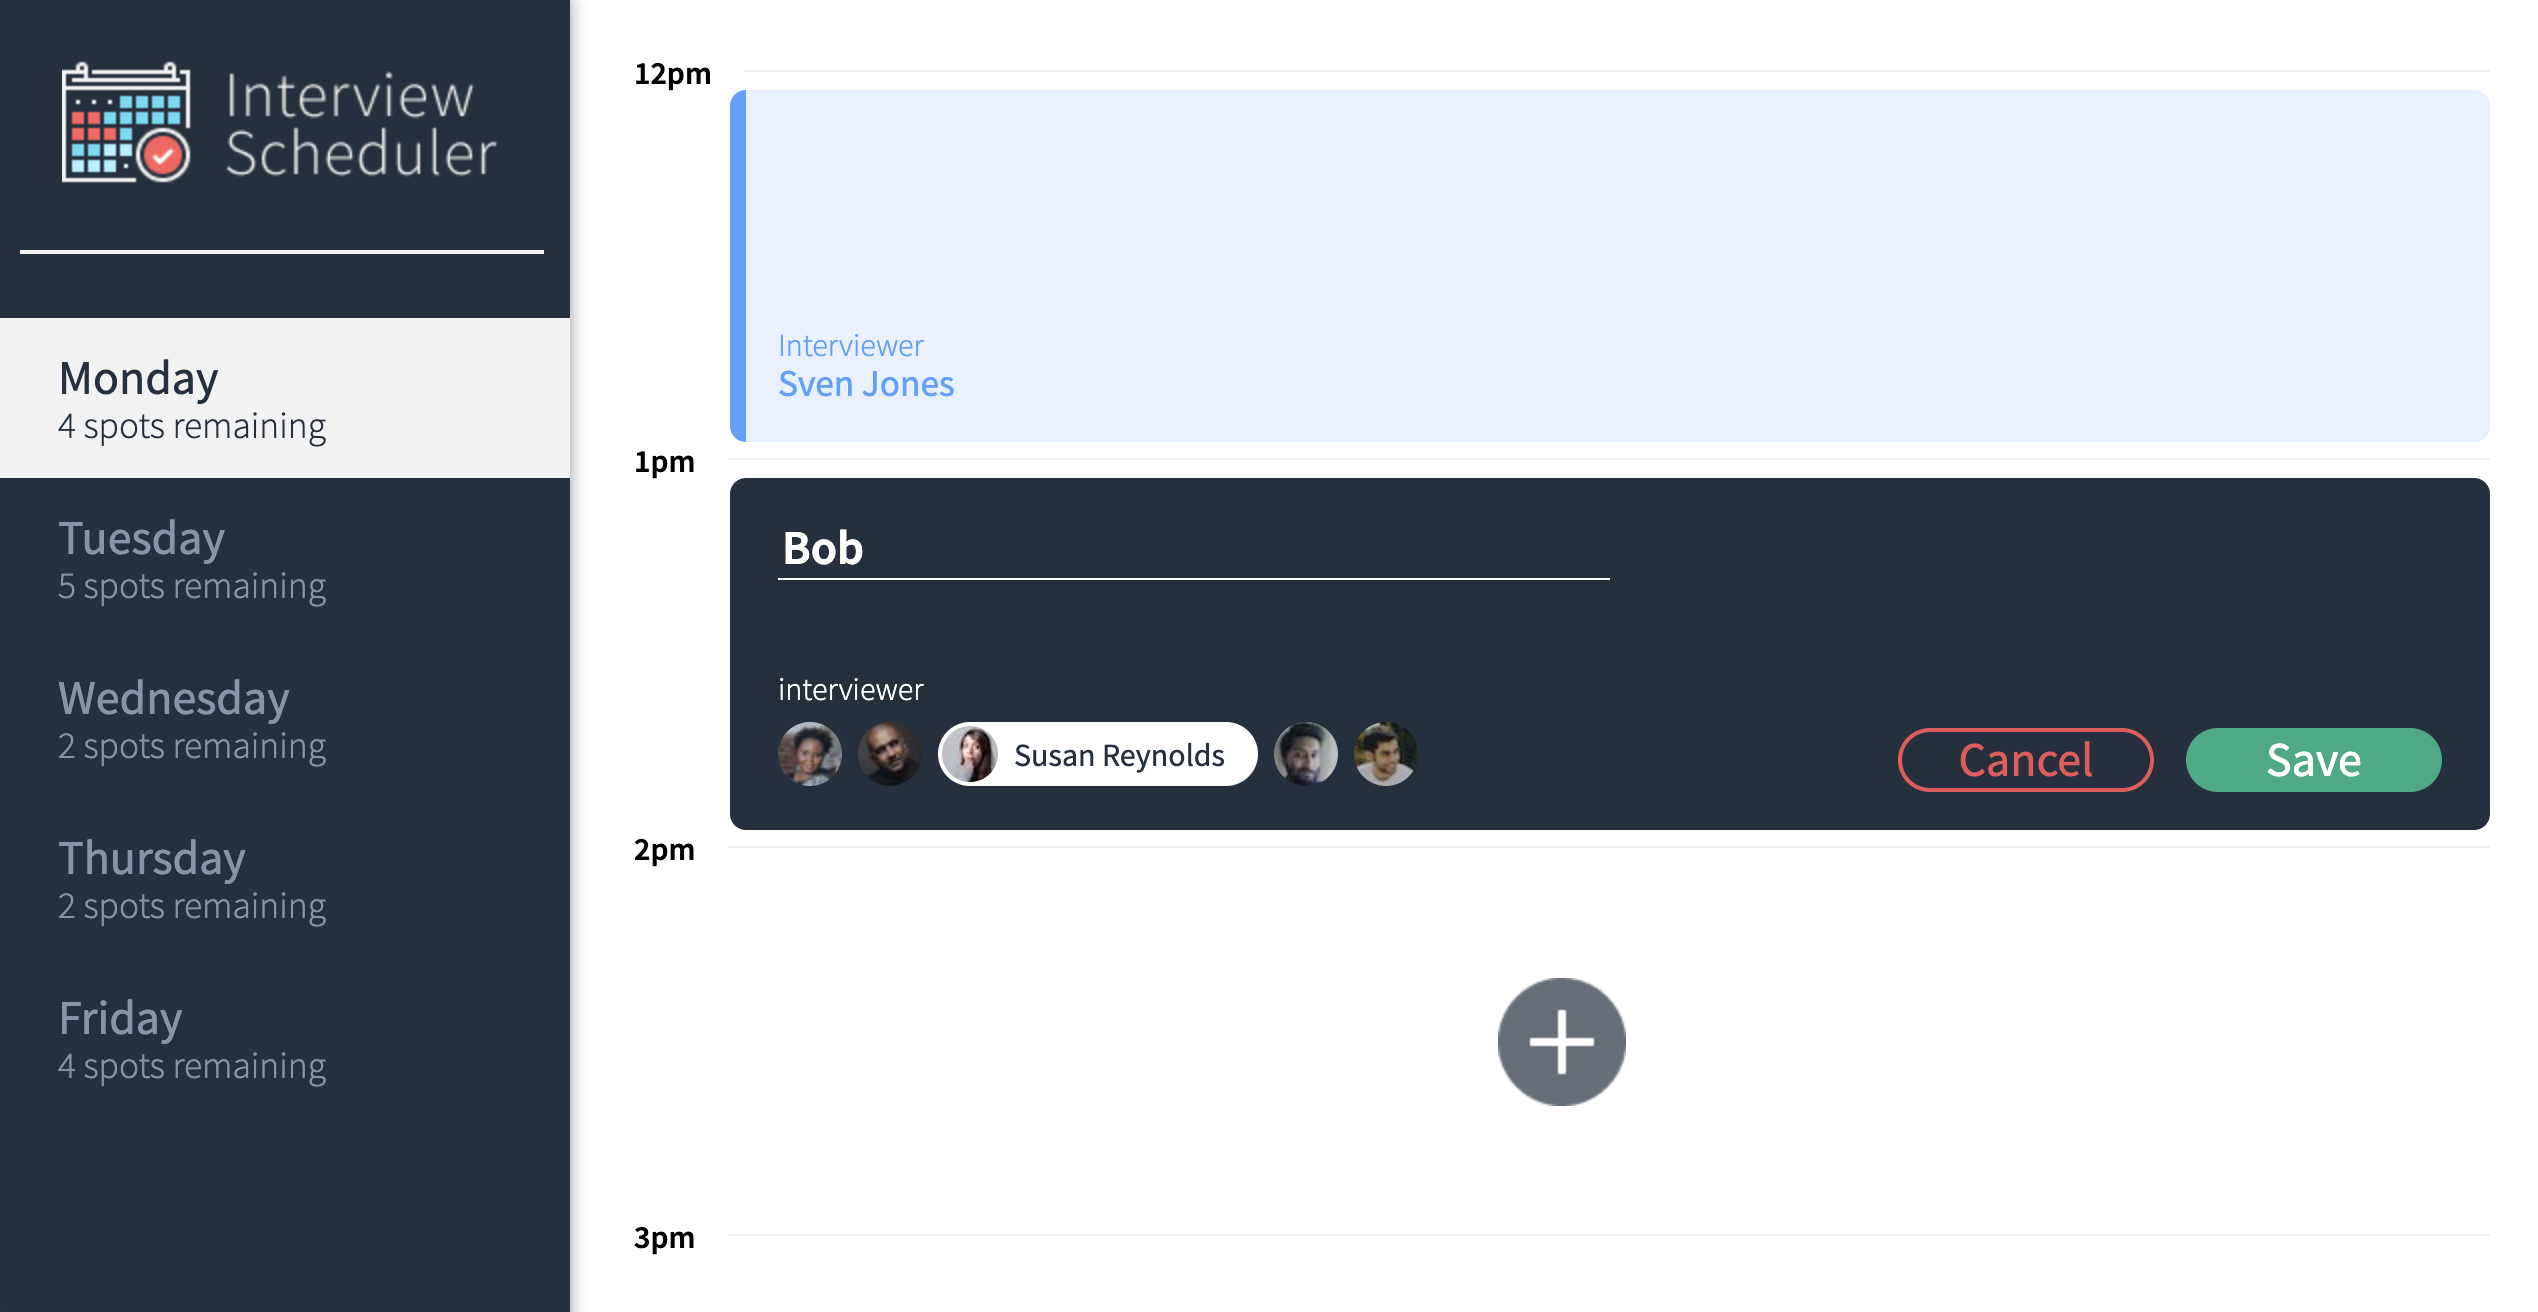 Interview
Scheduler
Monday
4 spots remaining
Tuesday
5 spots remaining
Wednesday
2 spots remaining
Thursday
2 spots remaining
Friday
4 spots remaining
12pm
Interviewer
Sven Jones
1pm
Bob
interviewer
Susan Reynolds
Cancel
Save
2pm
3pm